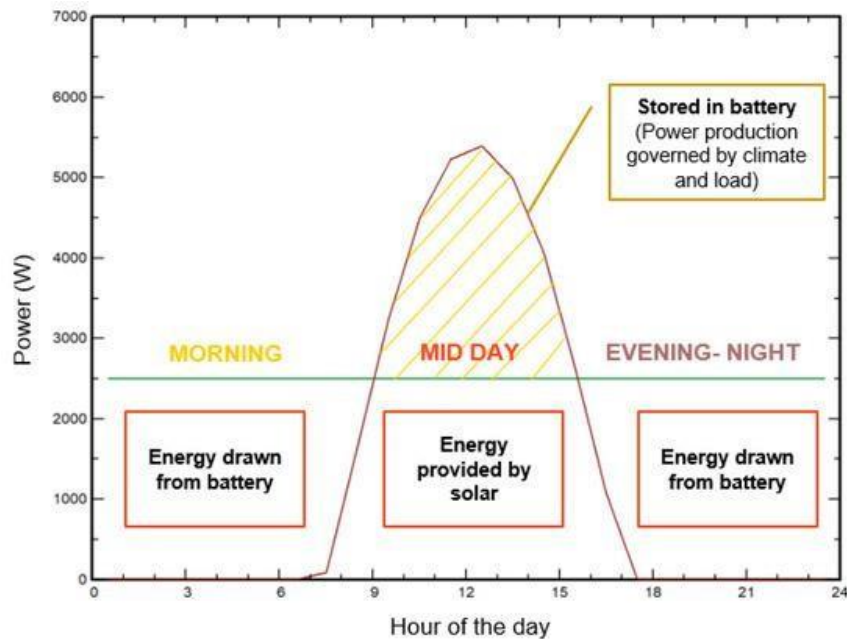 7000
6000
5000
4000
3000
2000
1000
0
Power (W)
Stored in battery
(Power production
governed by climate
and load)
MORNING
MID DAY
EVENING- NIGHT
Energy drawn
from battery
Energy
provided by
solar
Energy drawn
from battery
0 3 6 9 12 15 18 21 24
Hour of the day